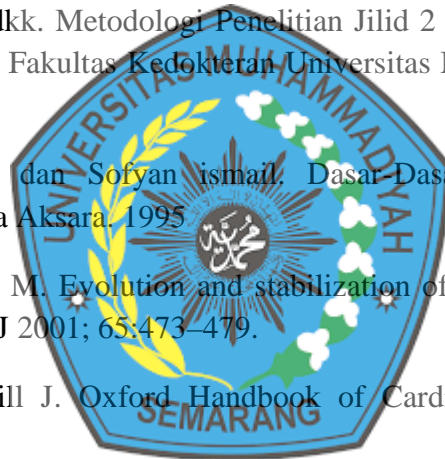 dkk. Metodologi Penelitian Jilid 2
Fakultas Kedokteran Universitas
UNIVERSITAS MUHAMMADIYAH
dan Sofyan ismail. Dasar-Dasa
a Aksara. 1995
محمدية
M. Evolution and stabilization of
J 2001; 65:473–479.
ill J. Oxford Handbook of Card
SEMARANG